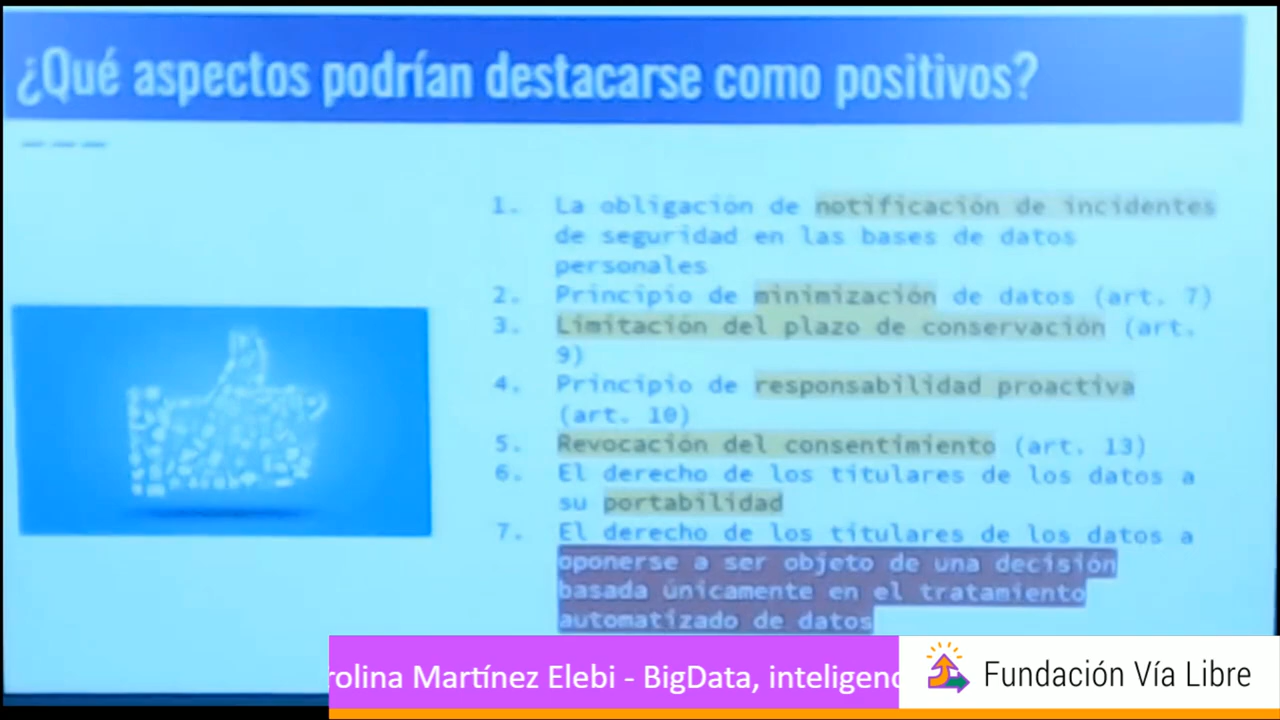 ¿Qué aspectos podrían destacarse como positivos?
1. La obligación de notificación de incidentes
de seguridad en las bases de datos
personales
2. Principio de minimización de datos (art. 7)
3. Limitación del plazo de conservación (art.
9)
4. Principio de responsabilidad proactiva
(art. 10)
5. Revocación del consentimiento (art. 13)
6. El derecho de los titulares de los datos a
su portabilidad
7. El derecho de los titulares de los datos a
oponerse a ser objeto de una decisión
basada únicamente en el tratamiento
automatizado de datos
rolina Martínez Elebi - BigData, inteligenc
Fundación Vía Libre